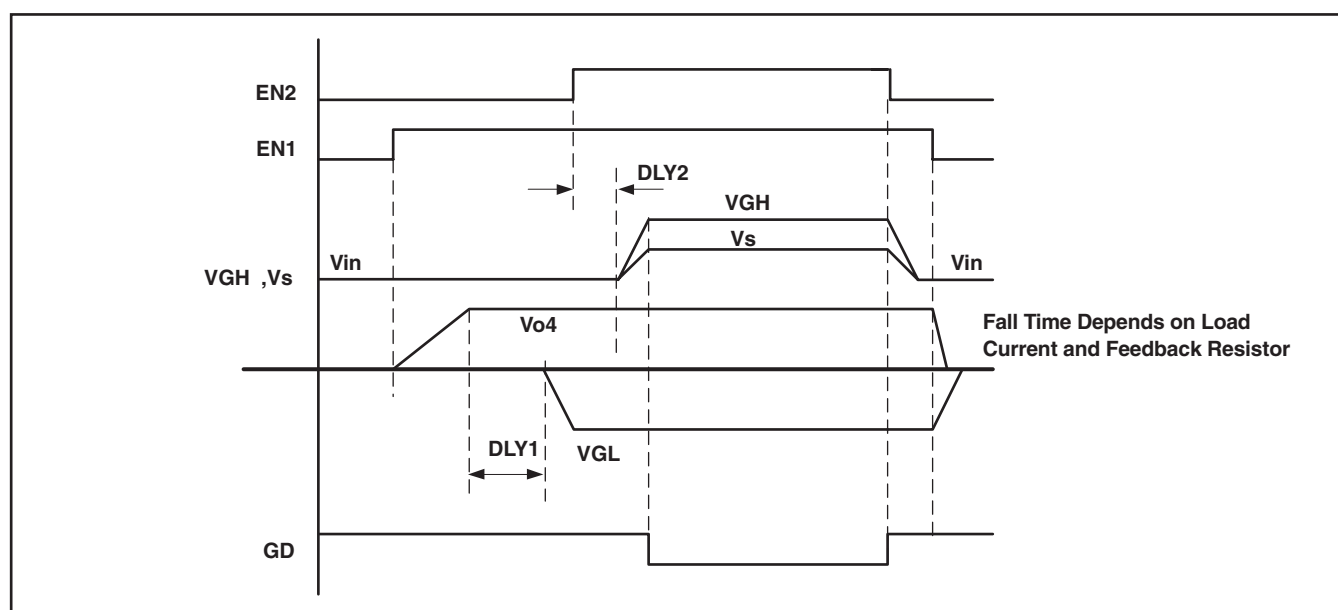 EN2
EN1
DLY2
VGH
Vs
Vin
Vin
VGH ,Vs
Vo4
Fall Time Depends on Load
Current and Feedback Resistor
DLY1
VGL
GD